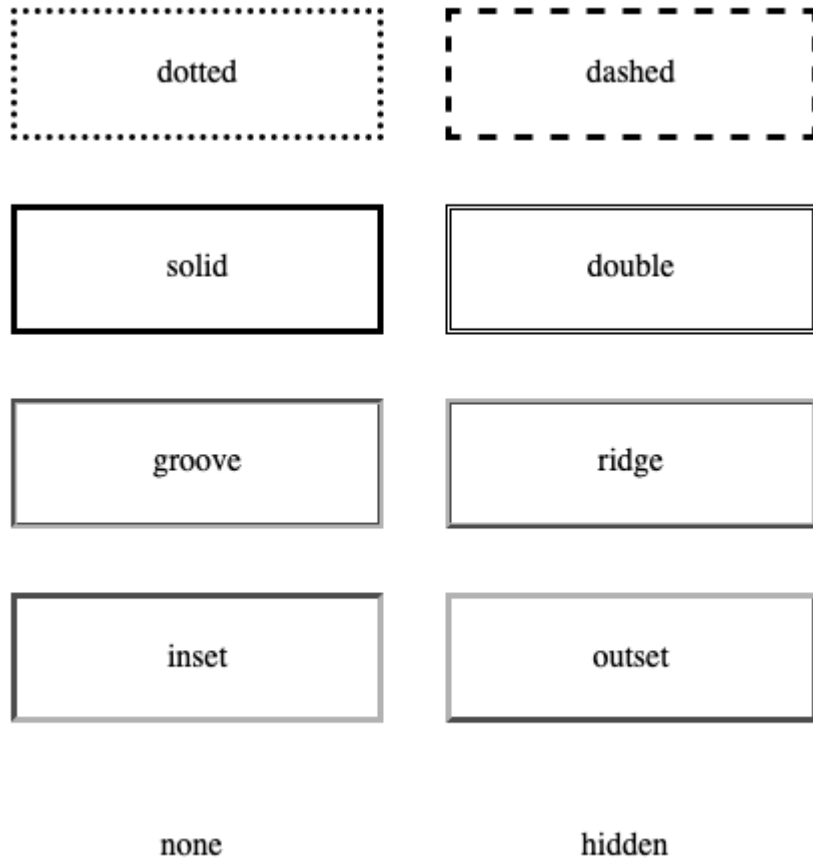 dotted
dashed
solid
double
groove
ridge
inset
outset
none
hidden